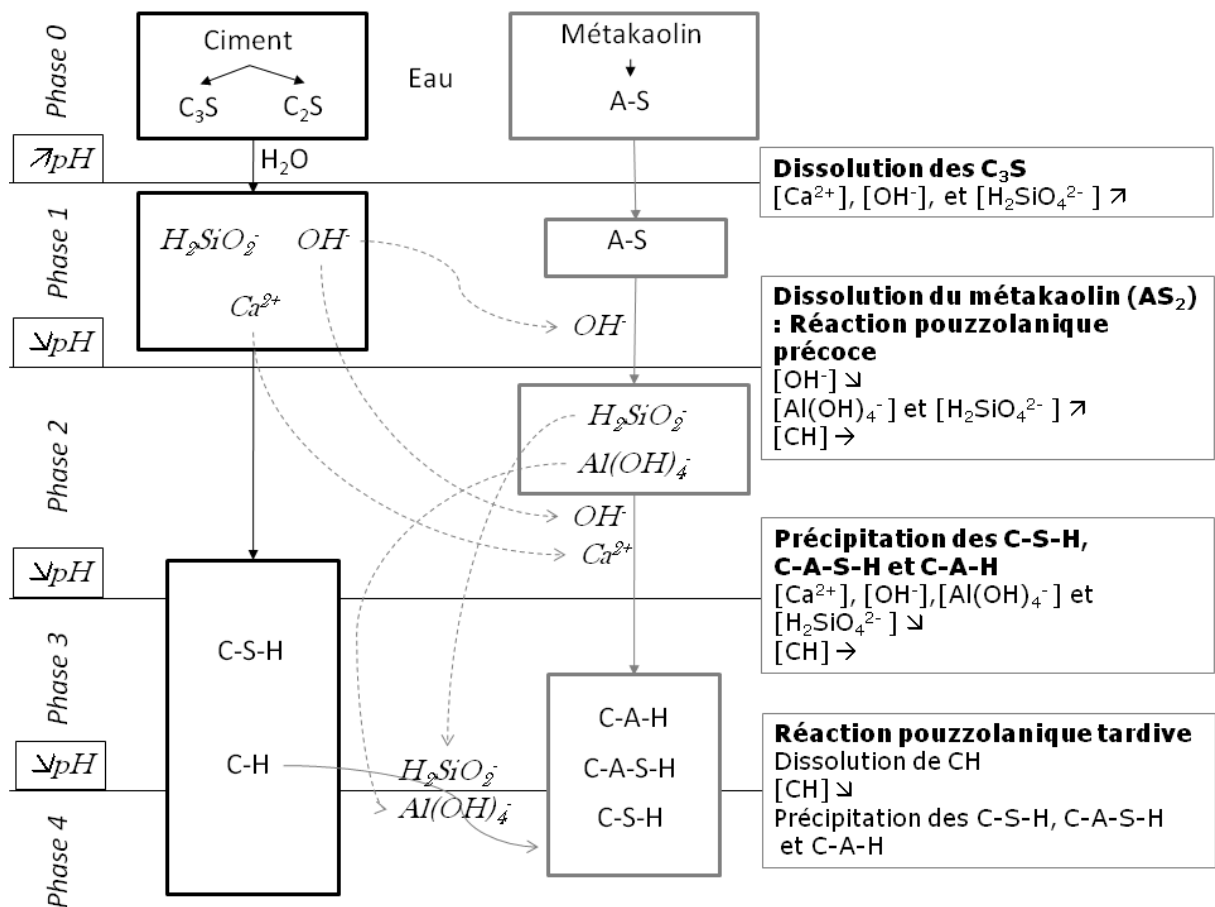 Phase 0
Ciment
C₃S
C₂S
Eau
Métakaolin
A-S
↗pH
H₂O
Dissolution des C₃S
[Ca²⁺], [OH⁻], et [H₂SiO₄²⁻ ] ↗
Phase 1
H₂SiO₂⁻
OH⁻
Ca²⁺
A-S
OH⁻
↘pH
Dissolution du métakaolin (AS₂)
: Réaction pouzzolanique
précoce
[OH⁻] ↘
[Al(OH)₄⁻] et [H₂SiO₄²⁻ ] ↗
[CH] →
Phase 2
H₂SiO₂⁻
Al(OH)₄⁻
OH⁻
Ca²⁺
↘pH
Précipitation des C-S-H,
C-A-S-H et C-A-H
[Ca²⁺], [OH⁻],[Al(OH)₄⁻] et
[H₂SiO₄²⁻ ] ↘
[CH] →
Phase 3
C-S-H
C-H
C-A-H
C-A-S-H
C-S-H
↘pH
H₂SiO₂⁻
Al(OH)₄⁻
Réaction pouzzolanique tardive
Dissolution de CH
[CH] ↘
Précipitation des C-S-H, C-A-S-H
et C-A-H
Phase 4